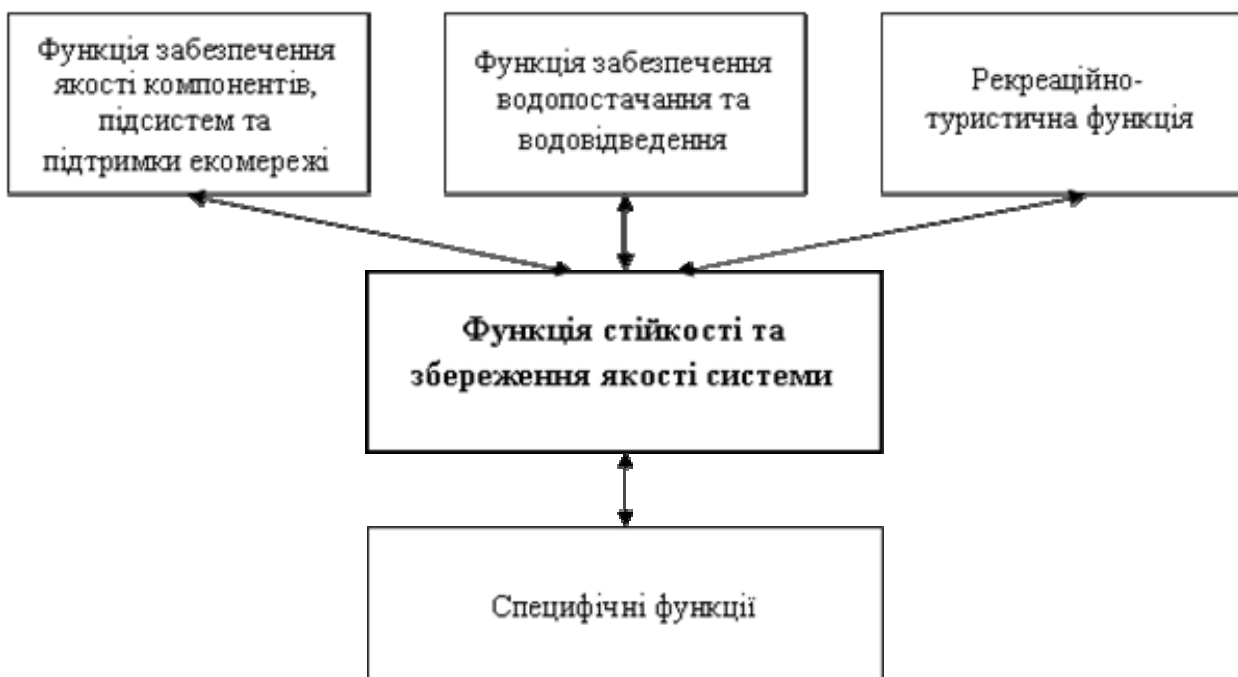 Функція забезпечення
якості компонентів,
підсистем та
підтримки екомережі
Функція забезпечення
водопостачання та
водовідведення
Рекреаційно-
туристична функція
Функція стійкості та
збереження якості системи
Специфічні функції